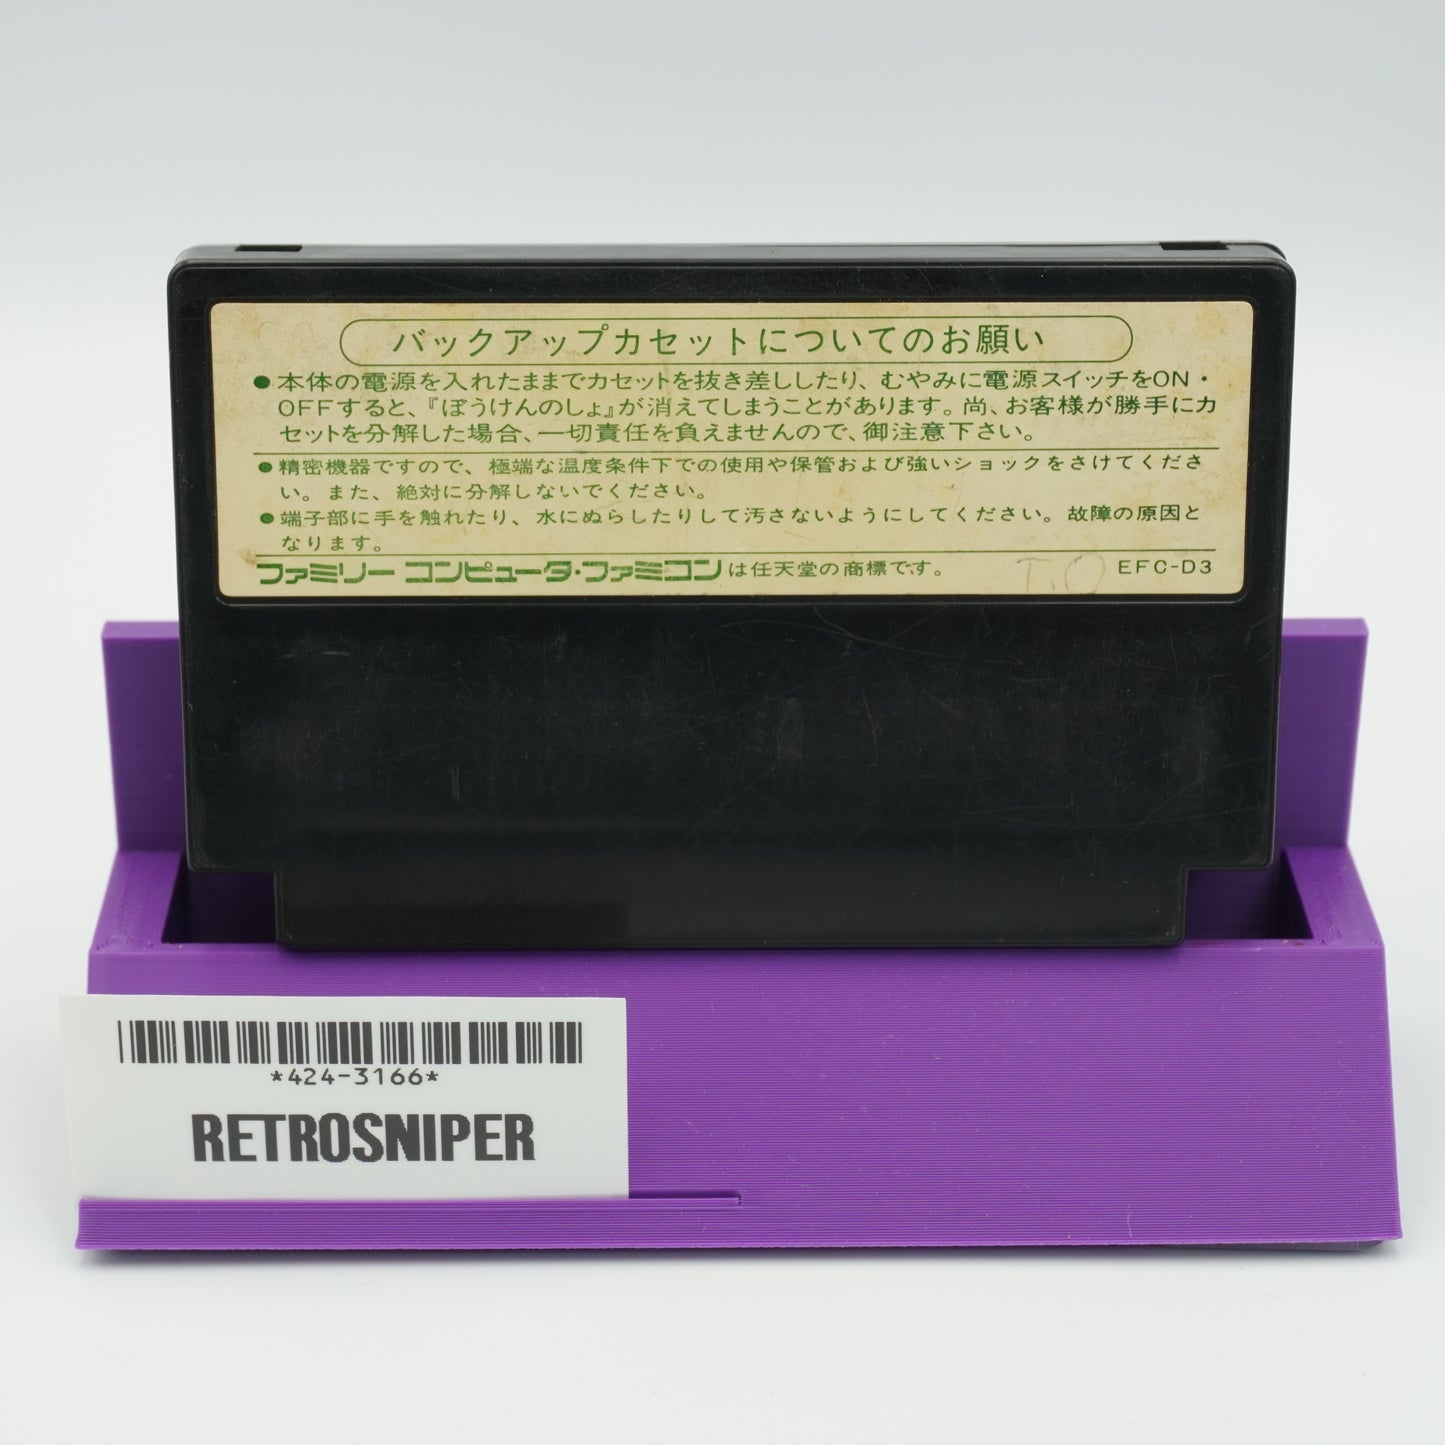 バックアップカセットについてのお願い
●本体の電源を入れたままでカセットを抜き差ししたり、むやみに電源スイッチをON・
OFFすると、『ぼうけんのしょ』が消えてしまうことがあります。尚、お客様が勝手にカ
セットを分解した場合、一切責任を負えませんので、御注意下さい。
●精密機器ですので、極端な温度条件下での使用や保管および強いショックをさけてくださ
い。また、絶対に分解しないでください。
●端子部に手を触れたり、水にぬらしたりして汚さないようにしてください。故障の原因と
なります。
ファミリーコンピュータ・ファミコンは任天堂の商標です。 EFC-D3
*424-3166*
RETROSNIPER